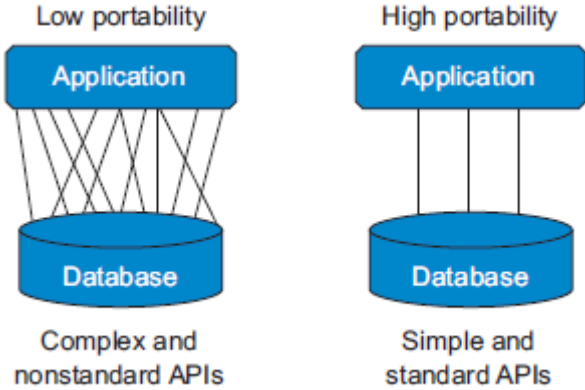 Low portability
Application
Database
Complex and
nonstandard APIs
High portability
Application
Database
Simple and
standard APIs